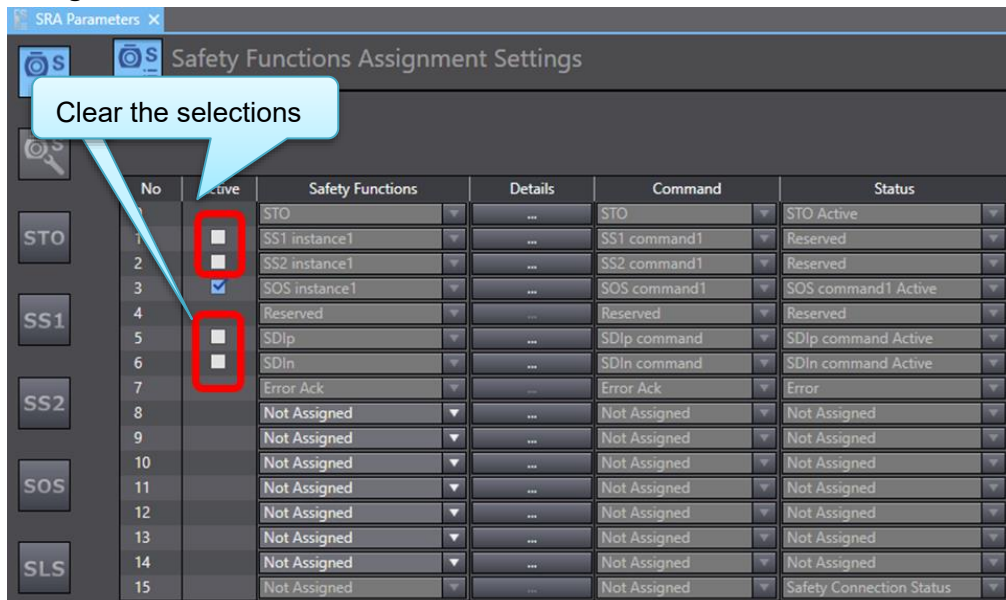 SRA Parameters ×
S
S Safety Functions Assignment Settings
Clear the selections
S
No Active Safety Functions Details Command Status
STO ... STO STO Active
1 SS1 instance1 ... SS1 command1 Reserved
2 SS2 instance1 ... SS2 command1 Reserved
3 SOS instance1 ... SOS command1 SOS command1 Active
4 Reserved ... Reserved Reserved
5 SDIp ... SDIp command SDIp command Active
6 SDIn ... SDIn command SDIn command Active
7 Error Ack ... Error Ack Error
8 Not Assigned ... Not Assigned Not Assigned
9 Not Assigned ... Not Assigned Not Assigned
10 Not Assigned ... Not Assigned Not Assigned
11 Not Assigned ... Not Assigned Not Assigned
12 Not Assigned ... Not Assigned Not Assigned
13 Not Assigned ... Not Assigned Not Assigned
14 Not Assigned ... Not Assigned Not Assigned
15 Not Assigned ... Not Assigned Safety Connection Status
STO
SS1
SS2
SOS
SLS